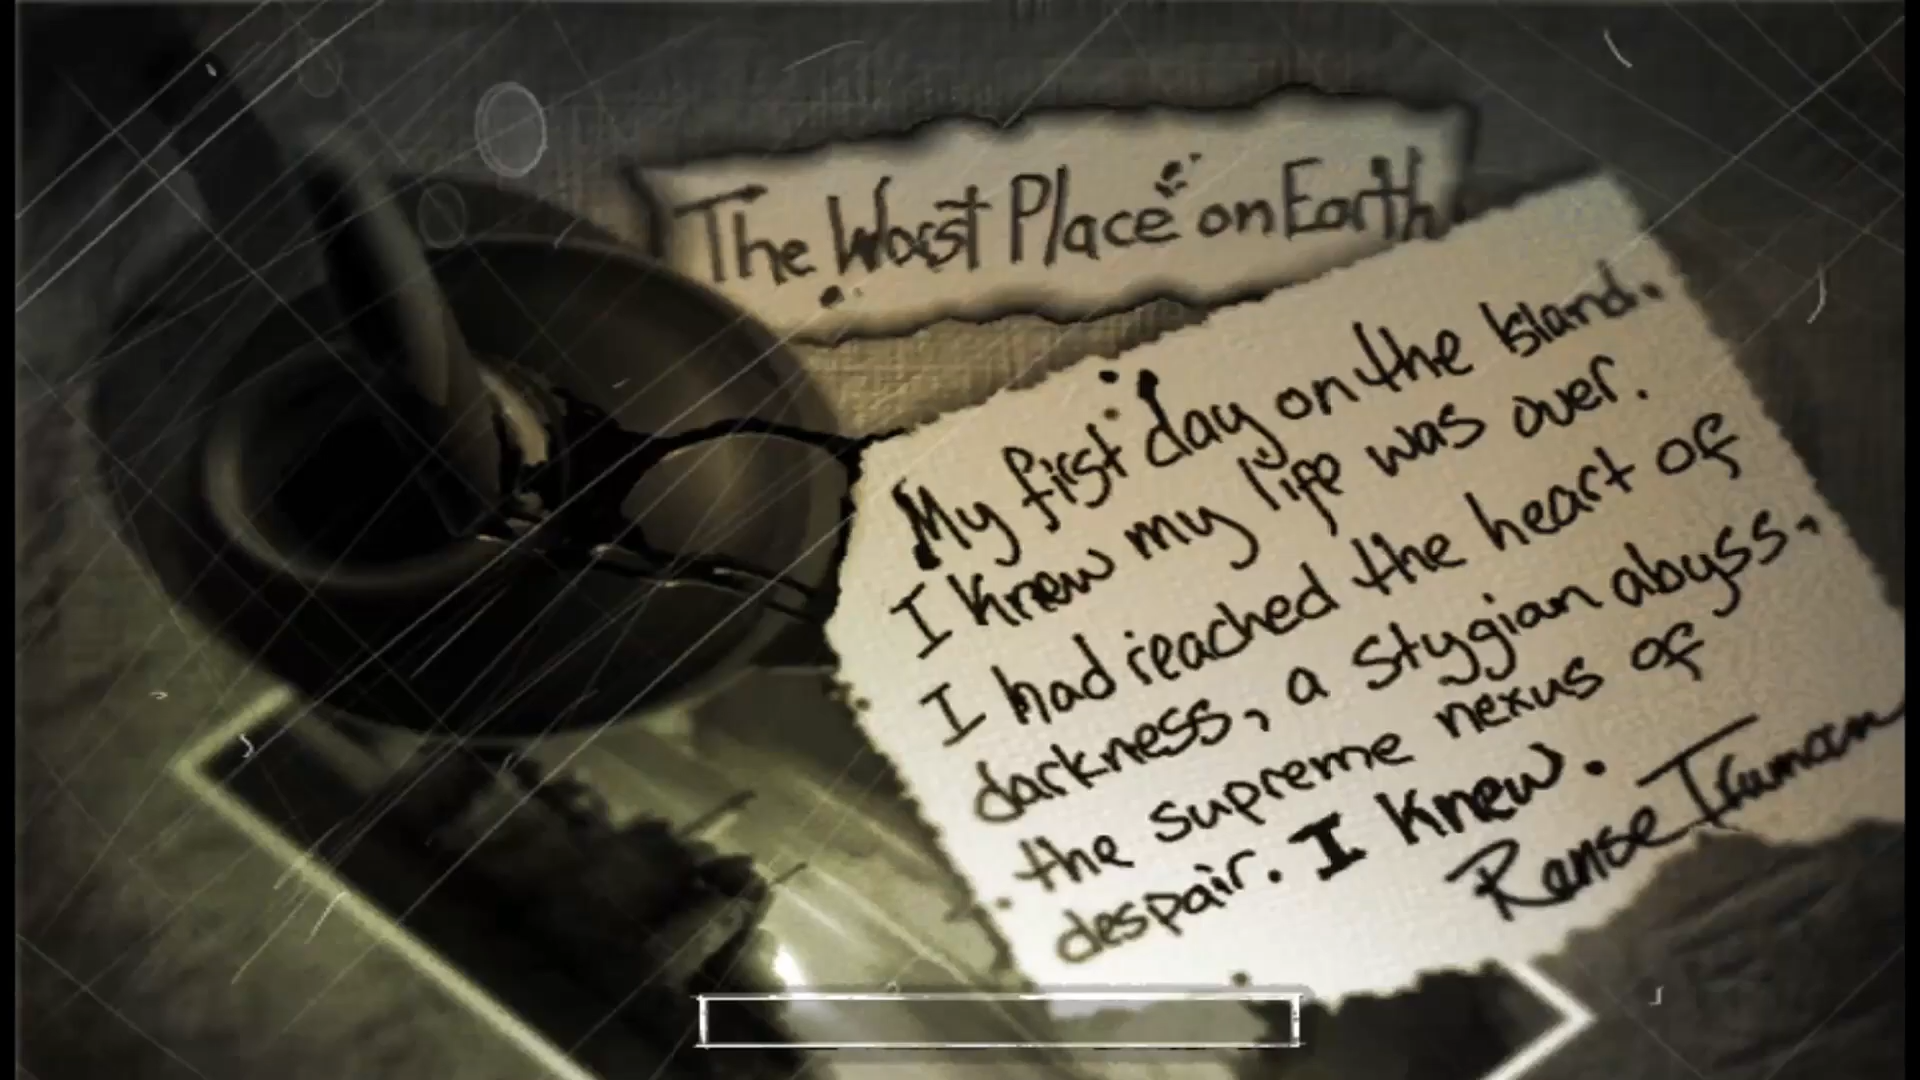 The Worst Place on Earth
My first day on the Island.
I knew my life was over.
I had reached the heart of
darkness, a stygian abyss,
the supreme nexus of
despair. I knew.
Ranse Truman